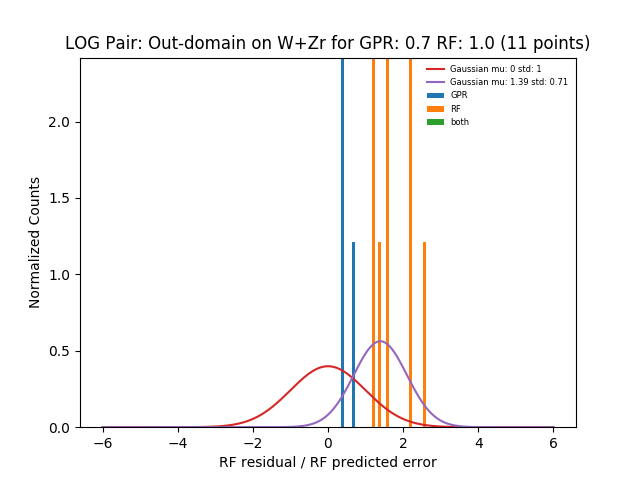 LOG Pair: Out-domain on W+Zr for GPR: 0.7 RF: 1.0 (11 points)
Gaussian mu: 0 std: 1
Gaussian mu: 1.39 std: 0.71
GPR
RF
both
Normalized Counts
2.0
1.5
1.0
0.5
0.0
−6 −4 −2 0 2 4 6
RF residual / RF predicted error